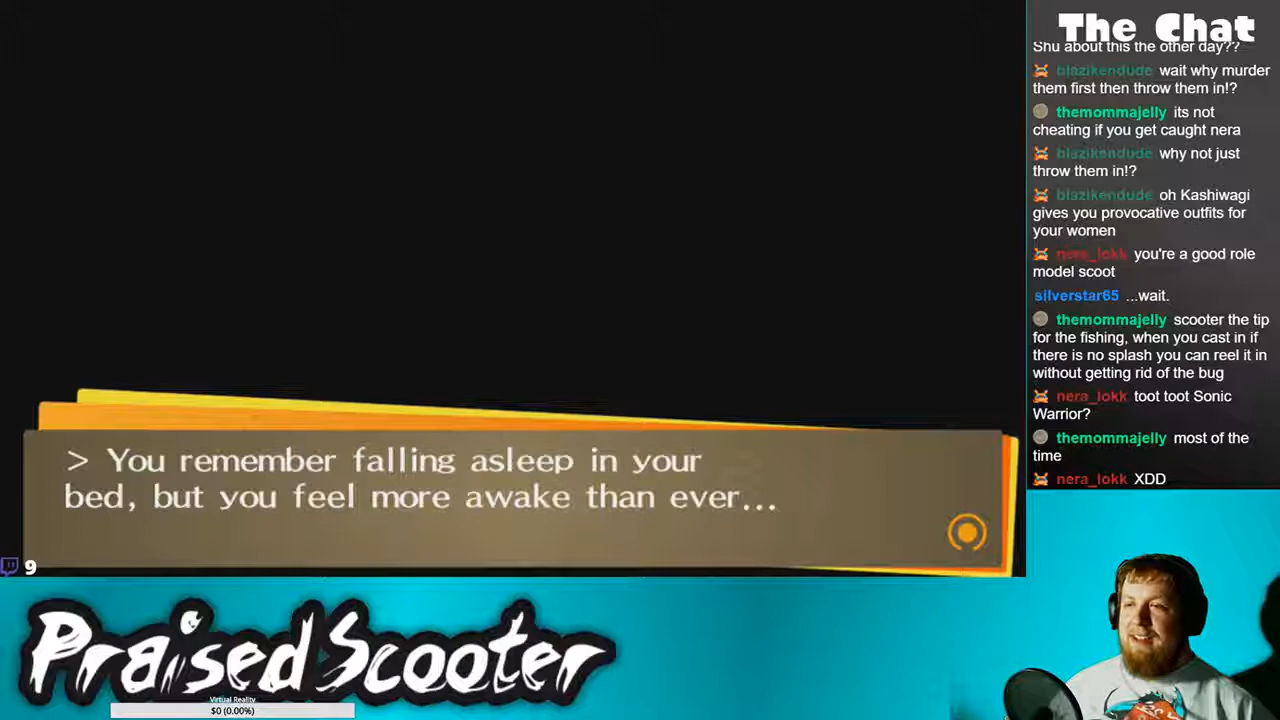 The Chat
Shu about this the other day??
blazikendude wait why murder
them first then throw them in!?
themommajelly its not
cheating if you get caught nera
blazikendude why not just
throw them in!?
blazikendude oh Kashiwagi
gives you provocative outfits for
your women
nera_lokk you're a good role
model scoot
silverstar65 ...wait.
themommajelly scooter the tip
for the fishing, when you cast in if
there is no splash you can reel it in
without getting rid of the bug
nera_lokk toot toot Sonic
Warrior?
themommajelly most of the
time
nera_lokk XDD
> You remember falling asleep in your
bed, but you feel more awake than ever...
9
Praised Scooter
Virtual Reality
$0 (0.00%)